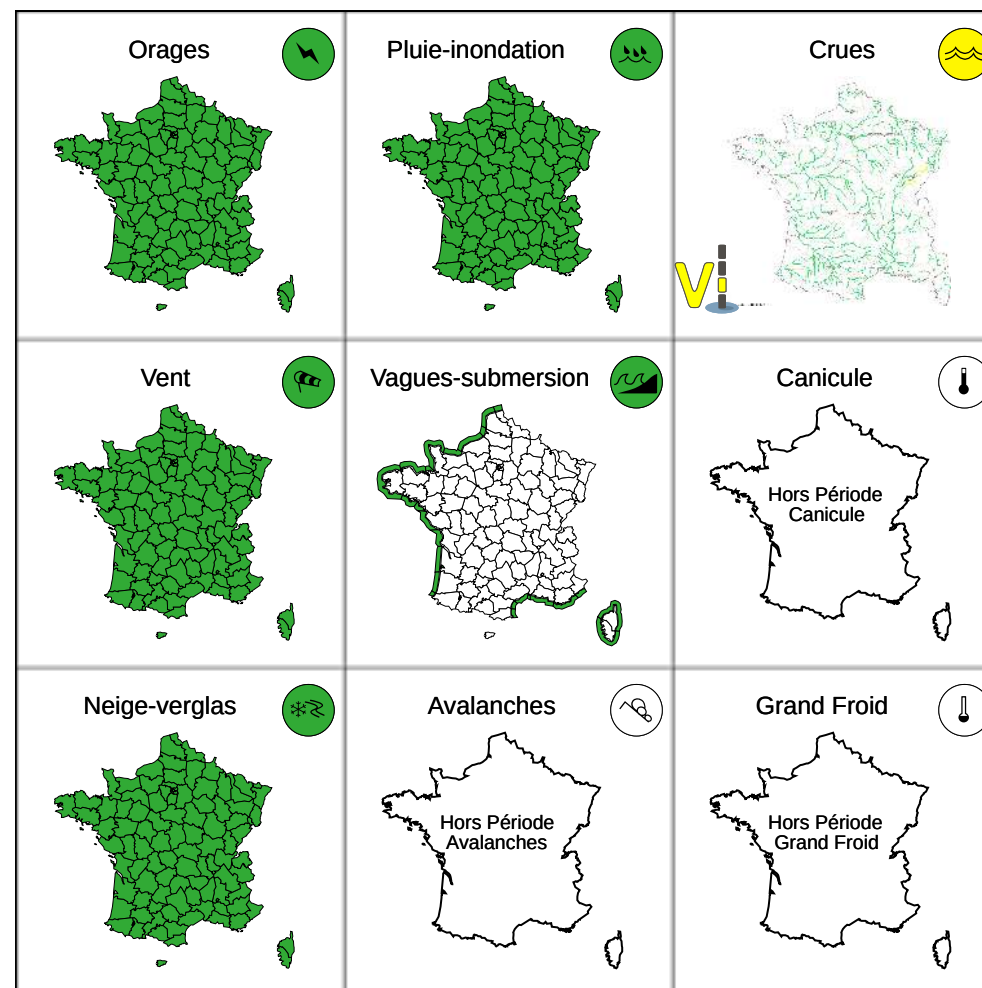 Orages
Pluie-inondation
Crues
Vi
Vent
Vagues-submersion
Canicule
Hors Période
Canicule
Neige-verglas
Avalanches
Grand Froid
Hors Période
Avalanches
Hors Période
Grand Froid